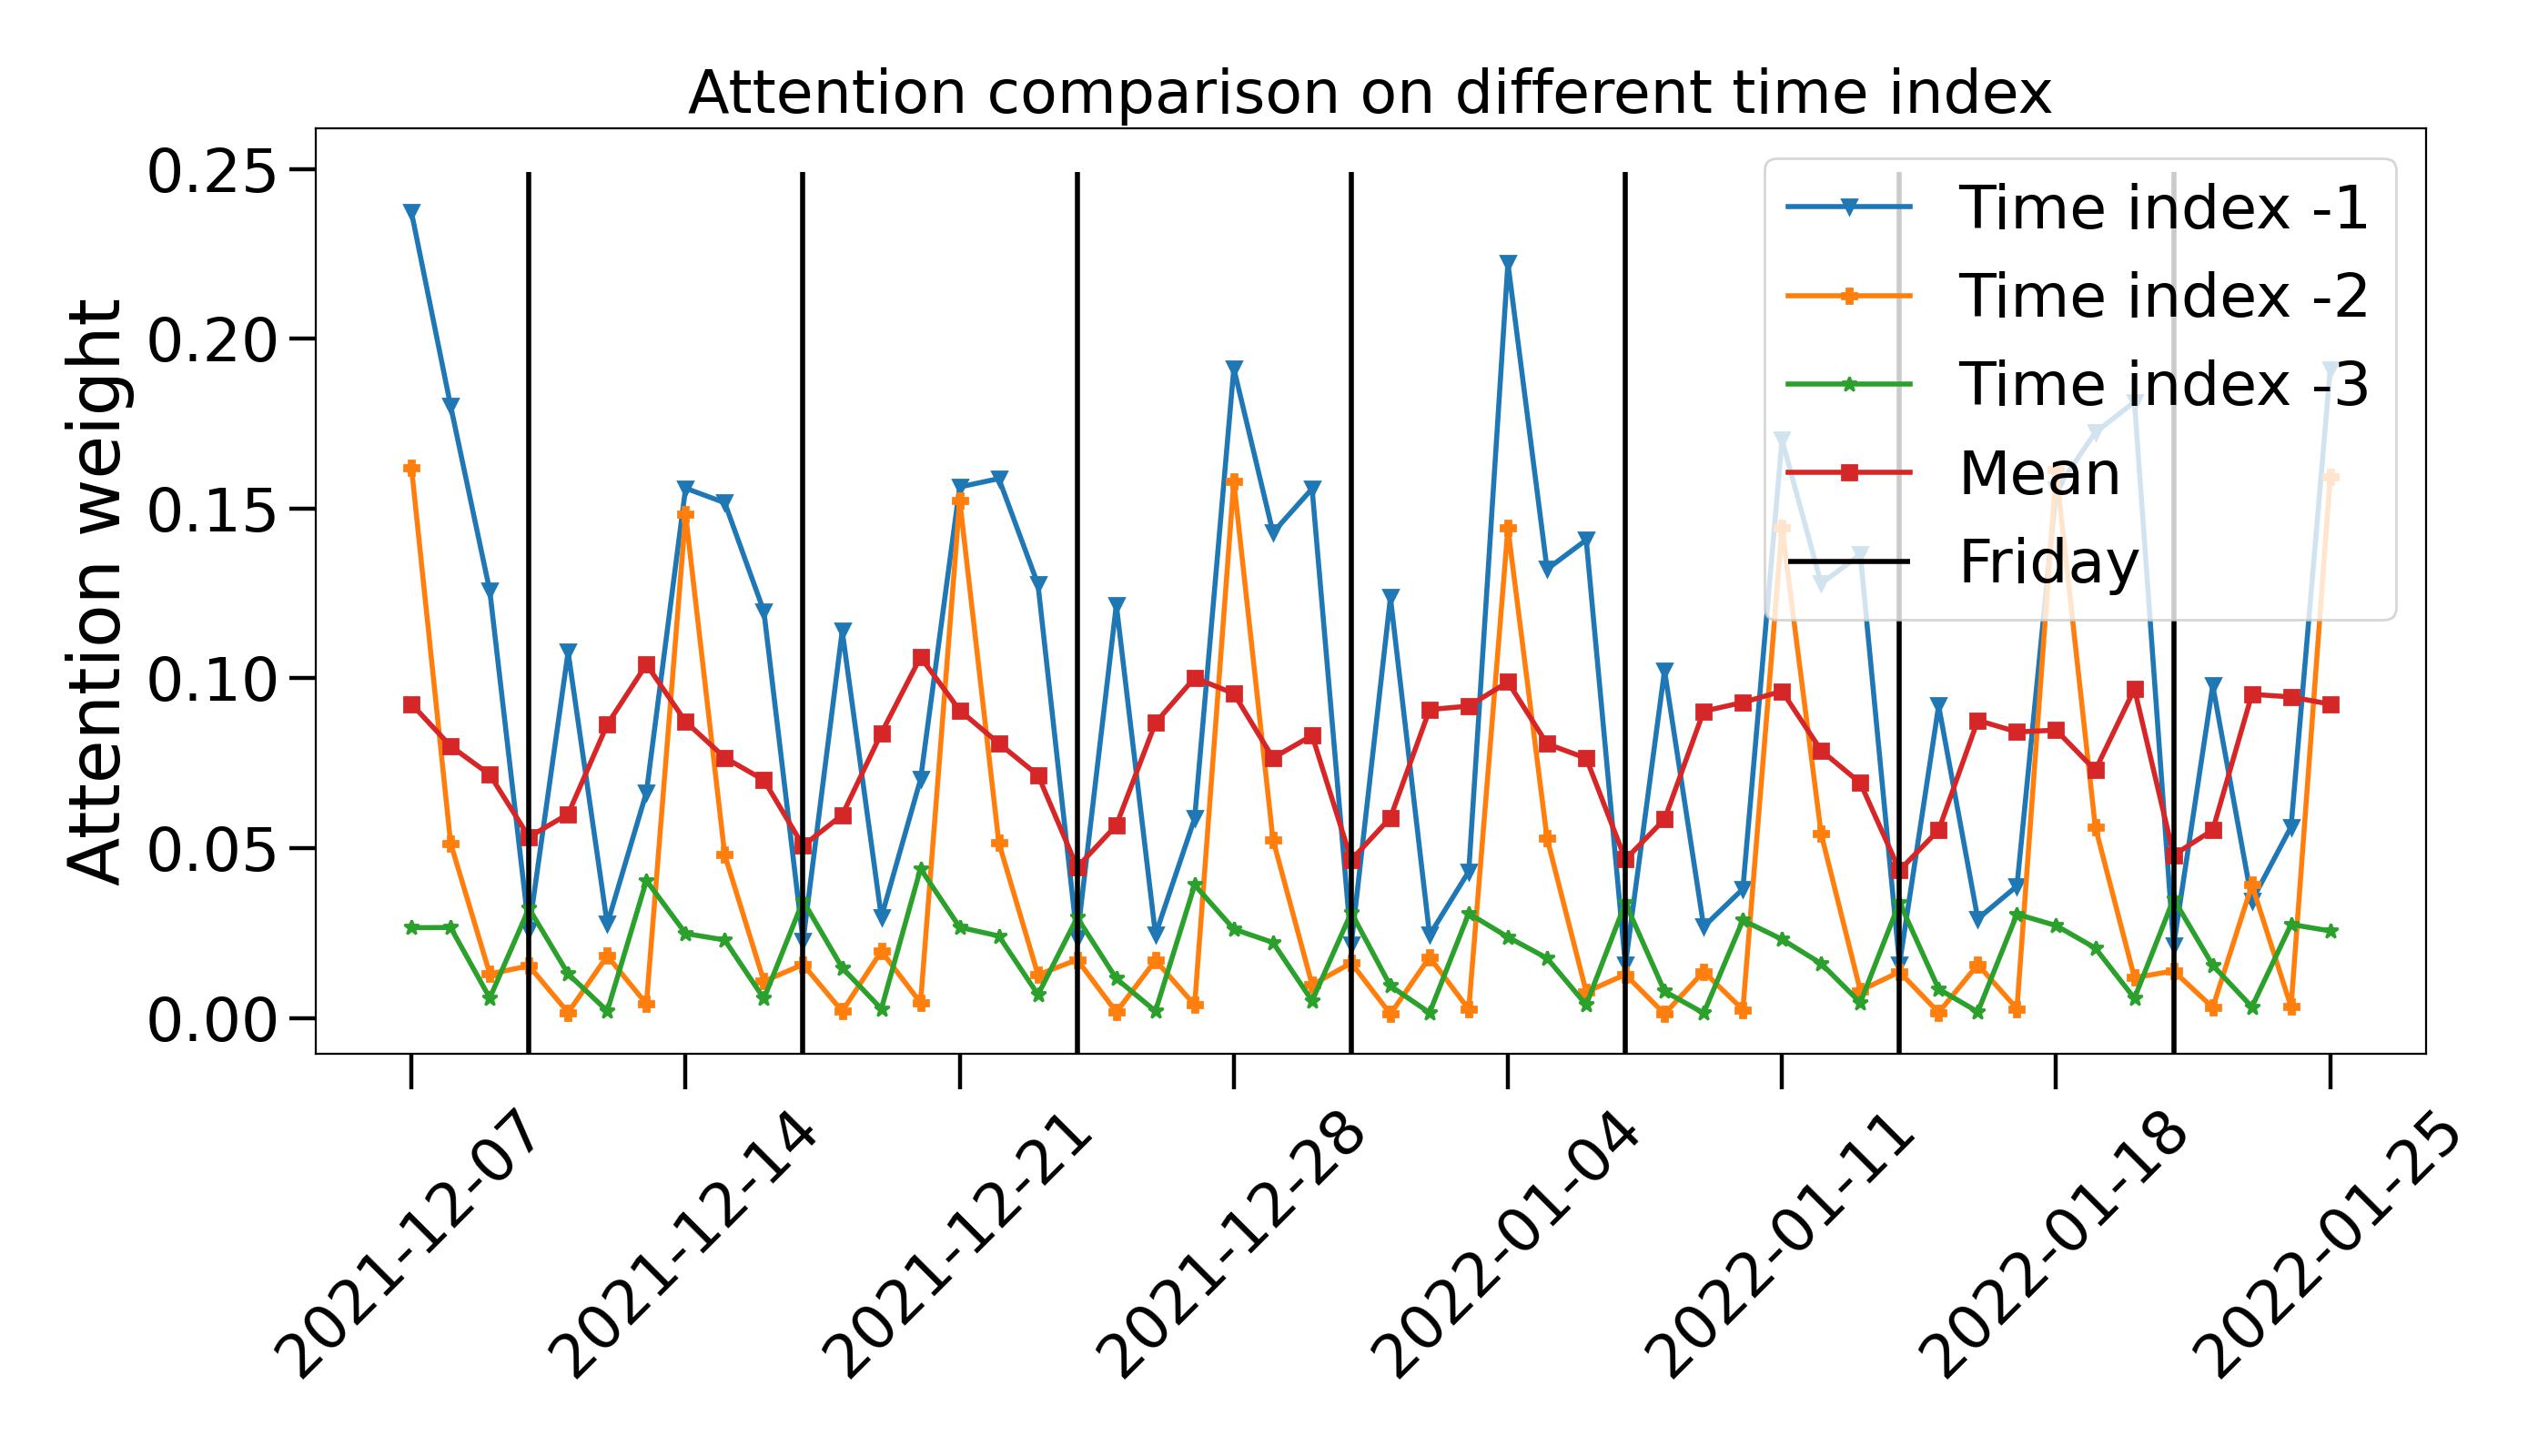 Attention comparison on different time index
Attention weight
0.25
0.20
0.15
0.10
0.05
0.00
Time index -1
Time index -2
Time index -3
Mean
Friday
2021-12-07
2021-12-14
2021-12-21
2021-12-28
2022-01-04
2022-01-11
2022-01-18
2022-01-25